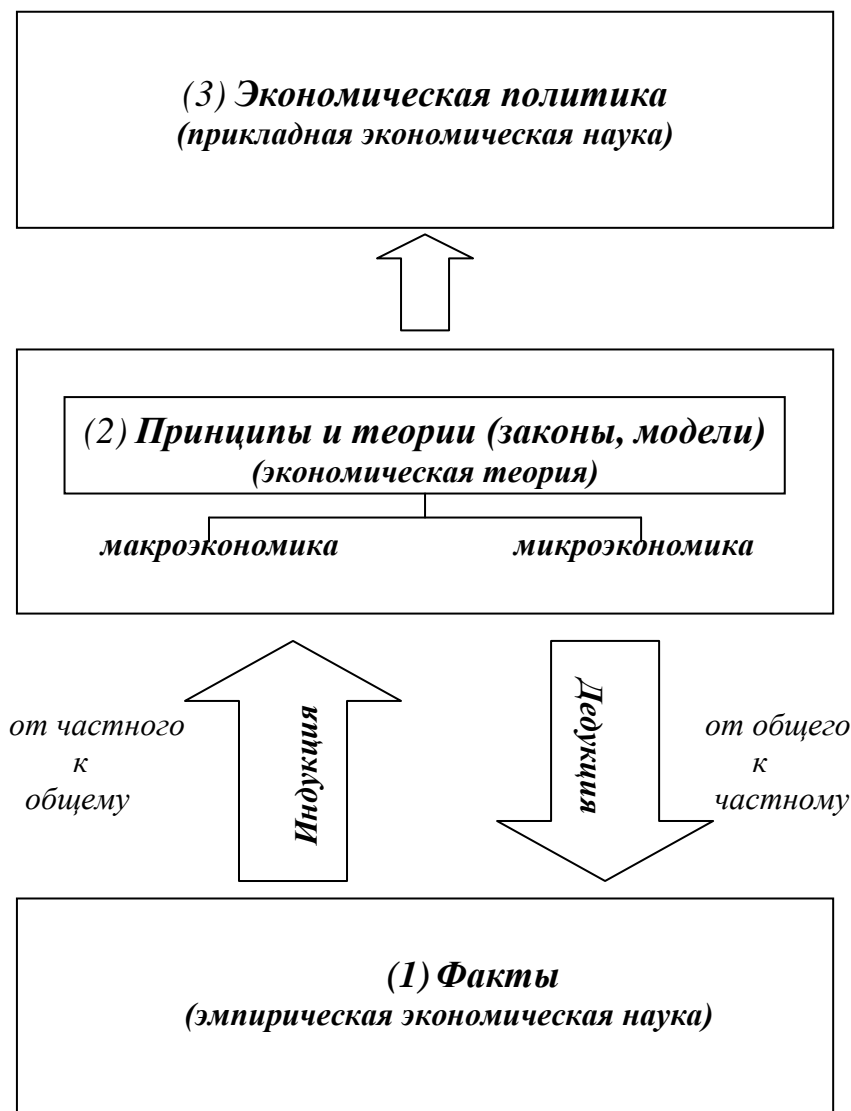 (3) Экономическая политика
(прикладная экономическая наука)
(2) Принципы и теории (законы, модели)
(экономическая теория)
макроэкономика
микроэкономика
от частного
к
общему
Индукция
Дедукция
от общего
к
частному
(1) Факты
(эмпирическая экономическая наука)